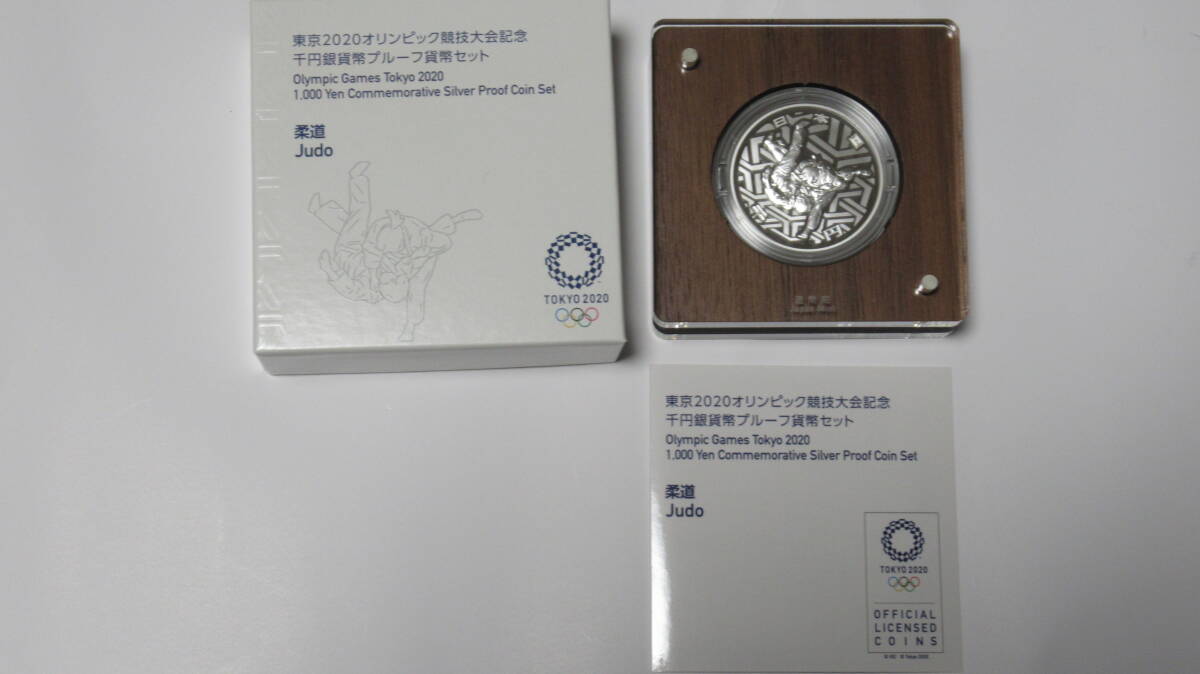 東京2020オリンピック競技大会記念
千円銀貨幣プルーフ貨幣セット
Olympic Games Tokyo 2020
1,000 Yen Commemorative Silver Proof Coin Set
柔道
Judo
TOKYO 2020
日本国
千円
東京2020オリンピック競技大会記念
千円銀貨幣プルーフ貨幣セット
Olympic Games Tokyo 2020
1,000 Yen Commemorative Silver Proof Coin Set
柔道
Judo
TOKYO 2020
OFFICIAL
LICENSED
COINS